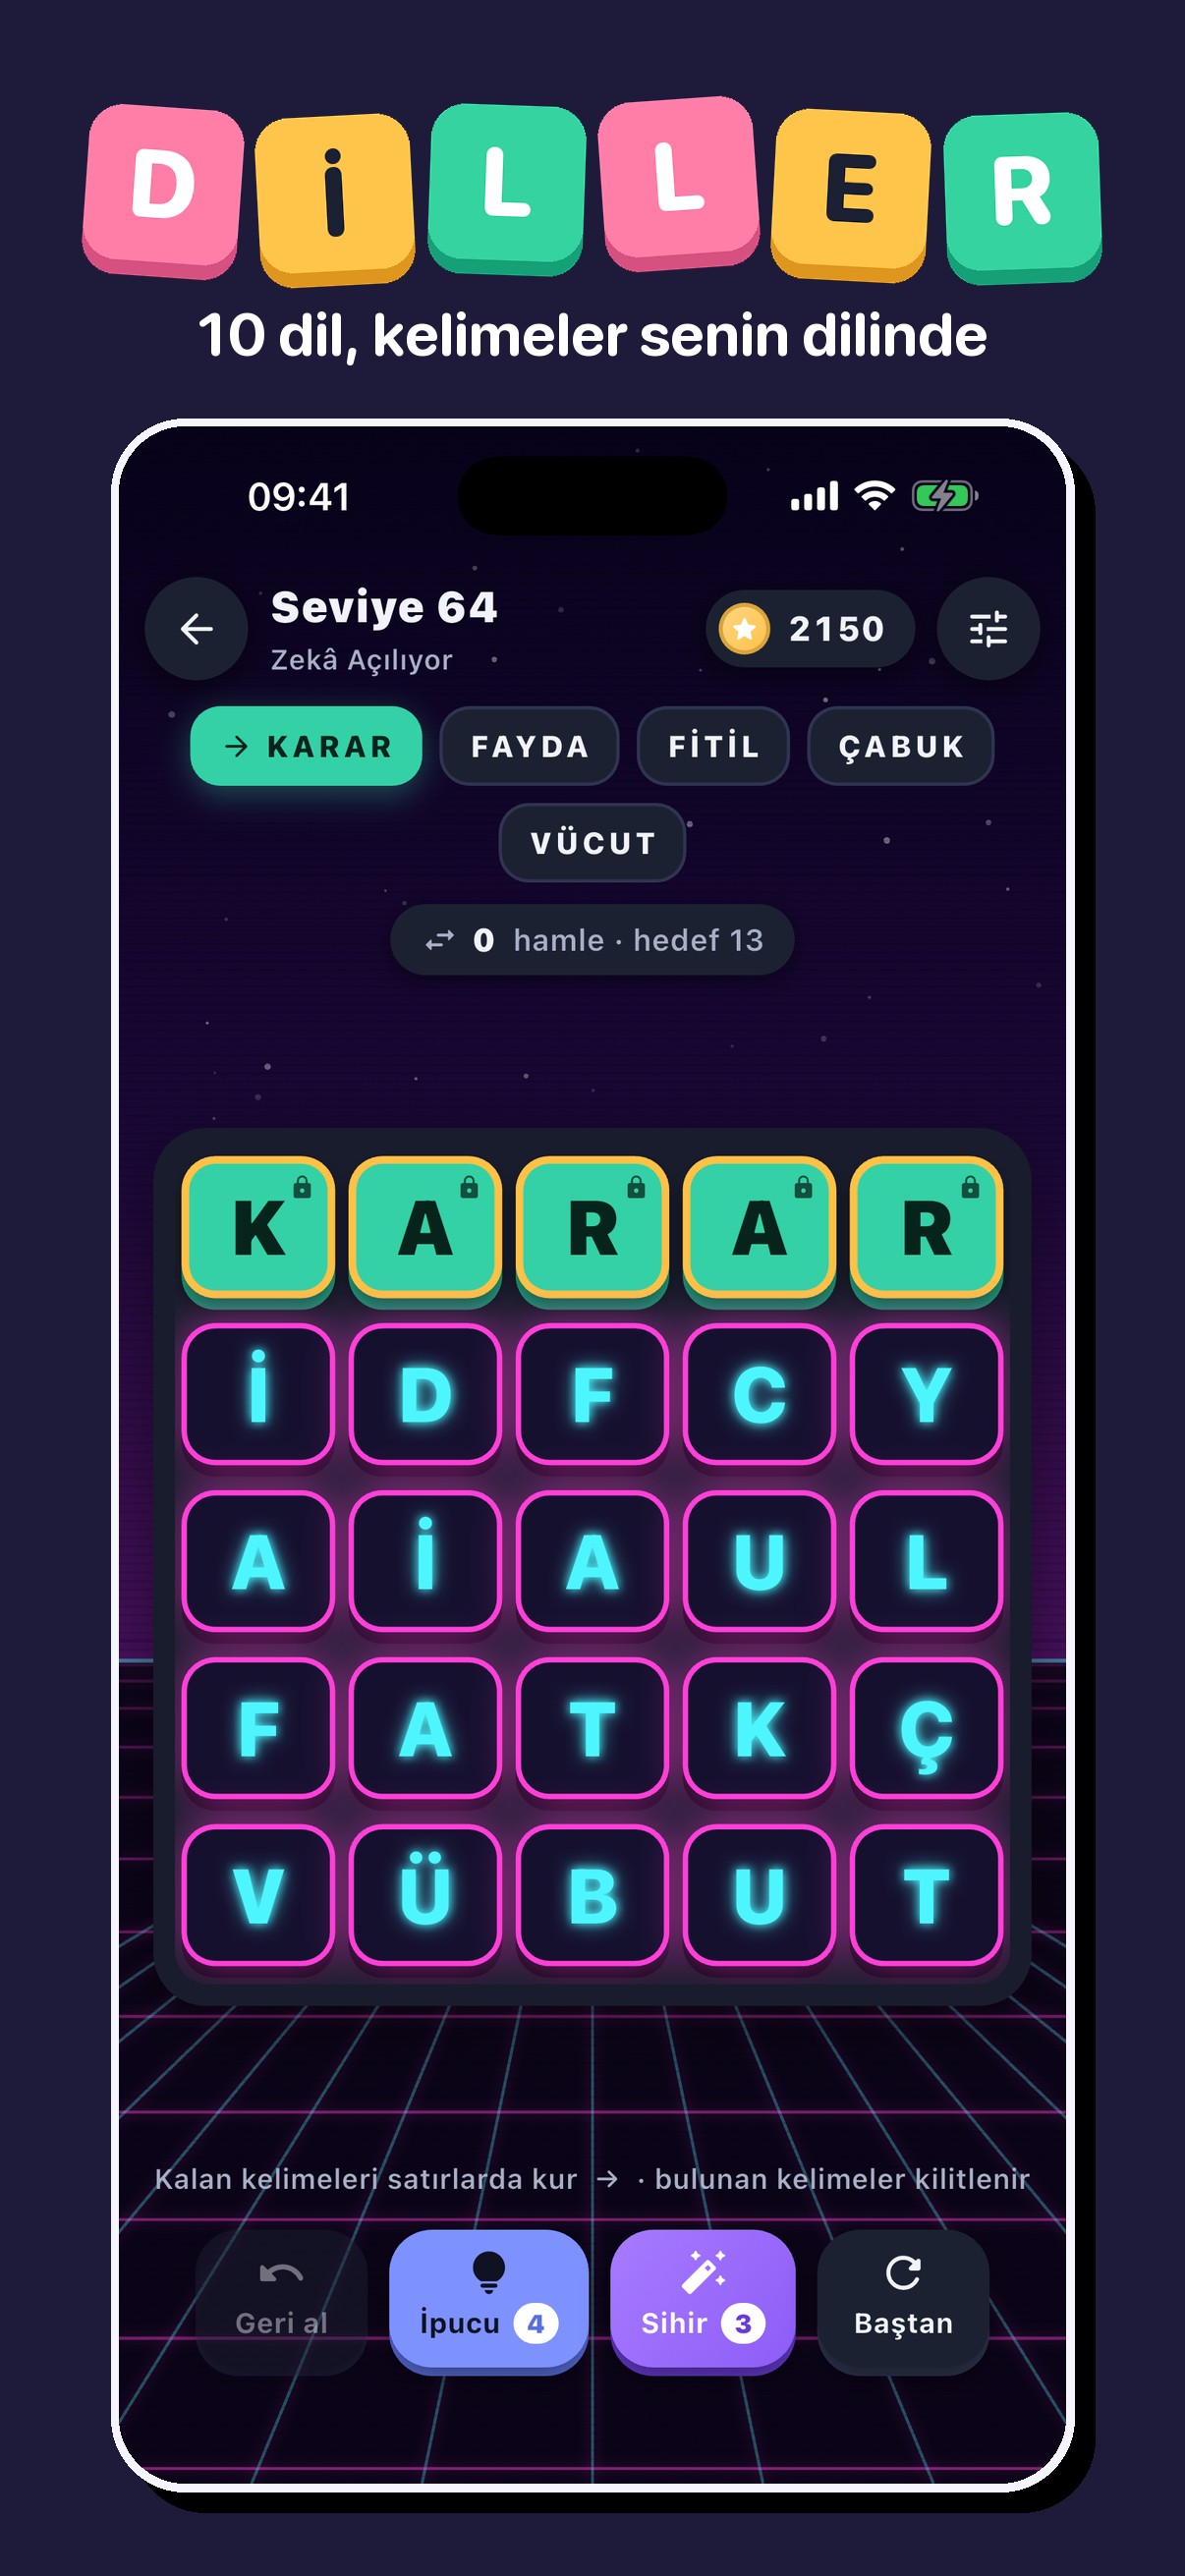 DİLLER
10 dil, kelimeler senin dilinde
09:41
Seviye 64
Zekâ Açılıyor
2150
→ KARAR FAYDA FİTİL ÇABUK
VÜCUT
0 hamle · hedef 13
K A R A R
İ D F C Y
A İ A U L
F A T K Ç
V Ü B U T
Kalan kelimeleri satırlarda kur → · bulunan kelimeler kilitlenir
Geri al İpucu 4 Sihir 3 Baştan